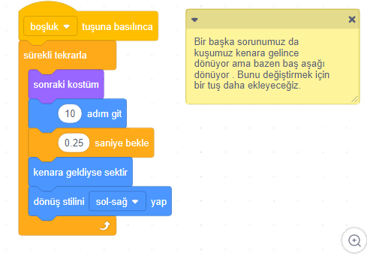 boşluk tuşuna basılınca
sürekli tekrarla
sonraki kostüm
10 adım git
0.25 saniye bekle
kenara geldiyse sektir
dönüş stilini sol-sağ yap
Bir başka sorunumuz da
kuşumuz kenara gelince
dönüyor ama bazen baş aşağı
dönüyor . Bunu değiştirmek için
bir tuş daha ekleyeceğiz.